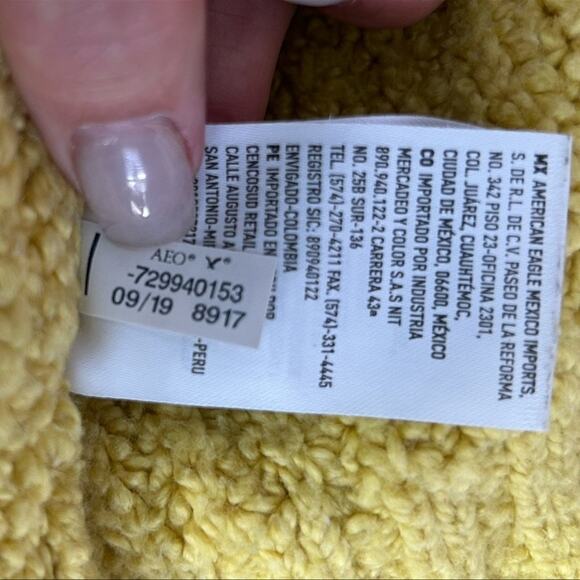 MX AMERICAN EAGLE MEXICO IMPORTS,
S. DE R.L. DE C.V. PASEO DE LA REFORMA
NO. 342 PISO 23-OFICINA 2301,
COL. JUÁREZ, CUAUHTÉMOC,
CIUDAD DE MÉXICO, 06600, MÉXICO
CO IMPORTADO POR INDUSTRIA
MERCADEO Y COLOR S.A.S NIT
890.940.122-2 CARRERA 43a
NO. 25B SUR-136
TEL (574)-270-4211 FAX. (574)-331-4445
REGISTRO SIC: 890940122
ENVIGADO-COLOMBIA
PE IMPORTADO EN
CENCOSUD RETAIL
CALLE AUGUSTO
SAN ANTONIO-MI
-PERU
AEO® ®
-729940153
09/19 8917